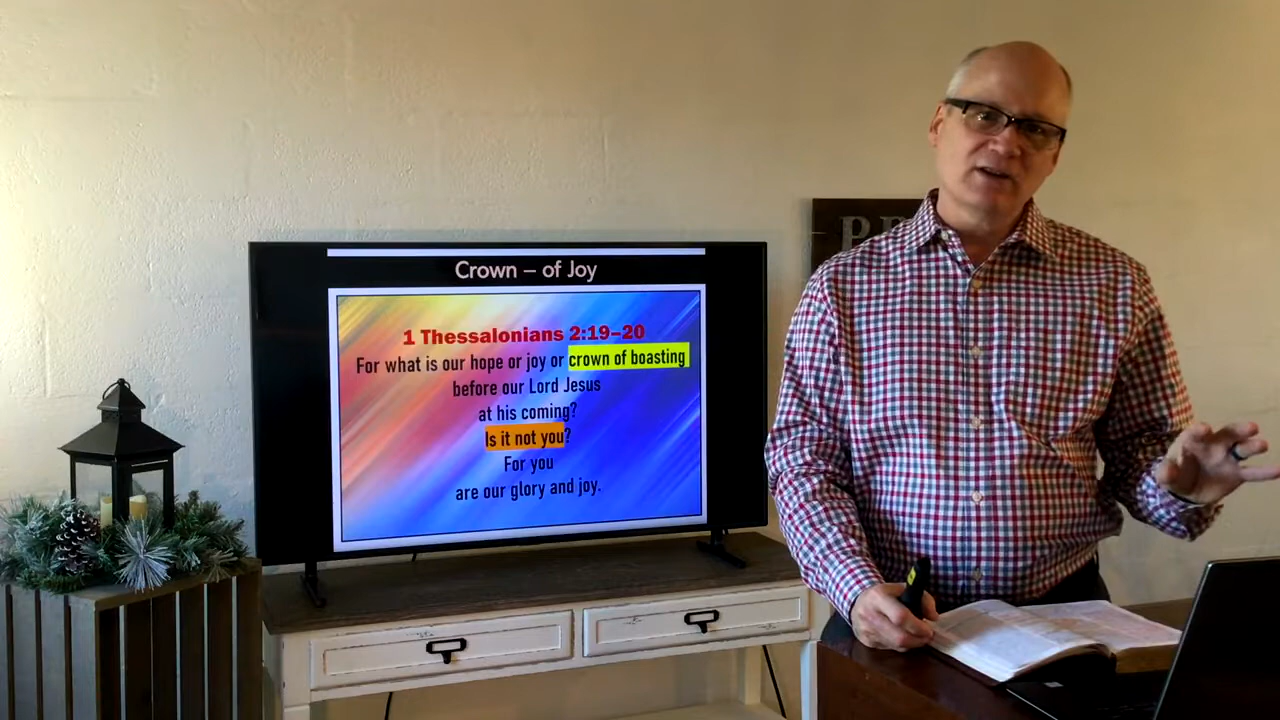 Crown – of Joy
1 Thessalonians 2:19–20
For what is our hope or joy or crown of boasting
before our Lord Jesus
at his coming?
Is it not you?
For you
are our glory and joy.